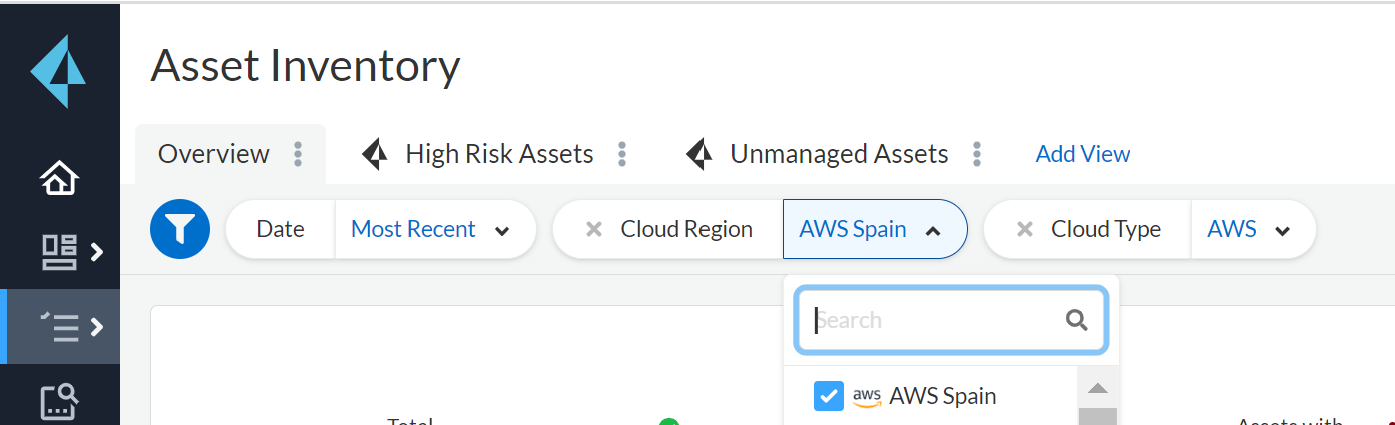 Asset Inventory
Overview High Risk Assets Unmanaged Assets Add View
Date Most Recent Cloud Region AWS Spain Cloud Type AWS
Search
aws AWS Spain
Total Assets with